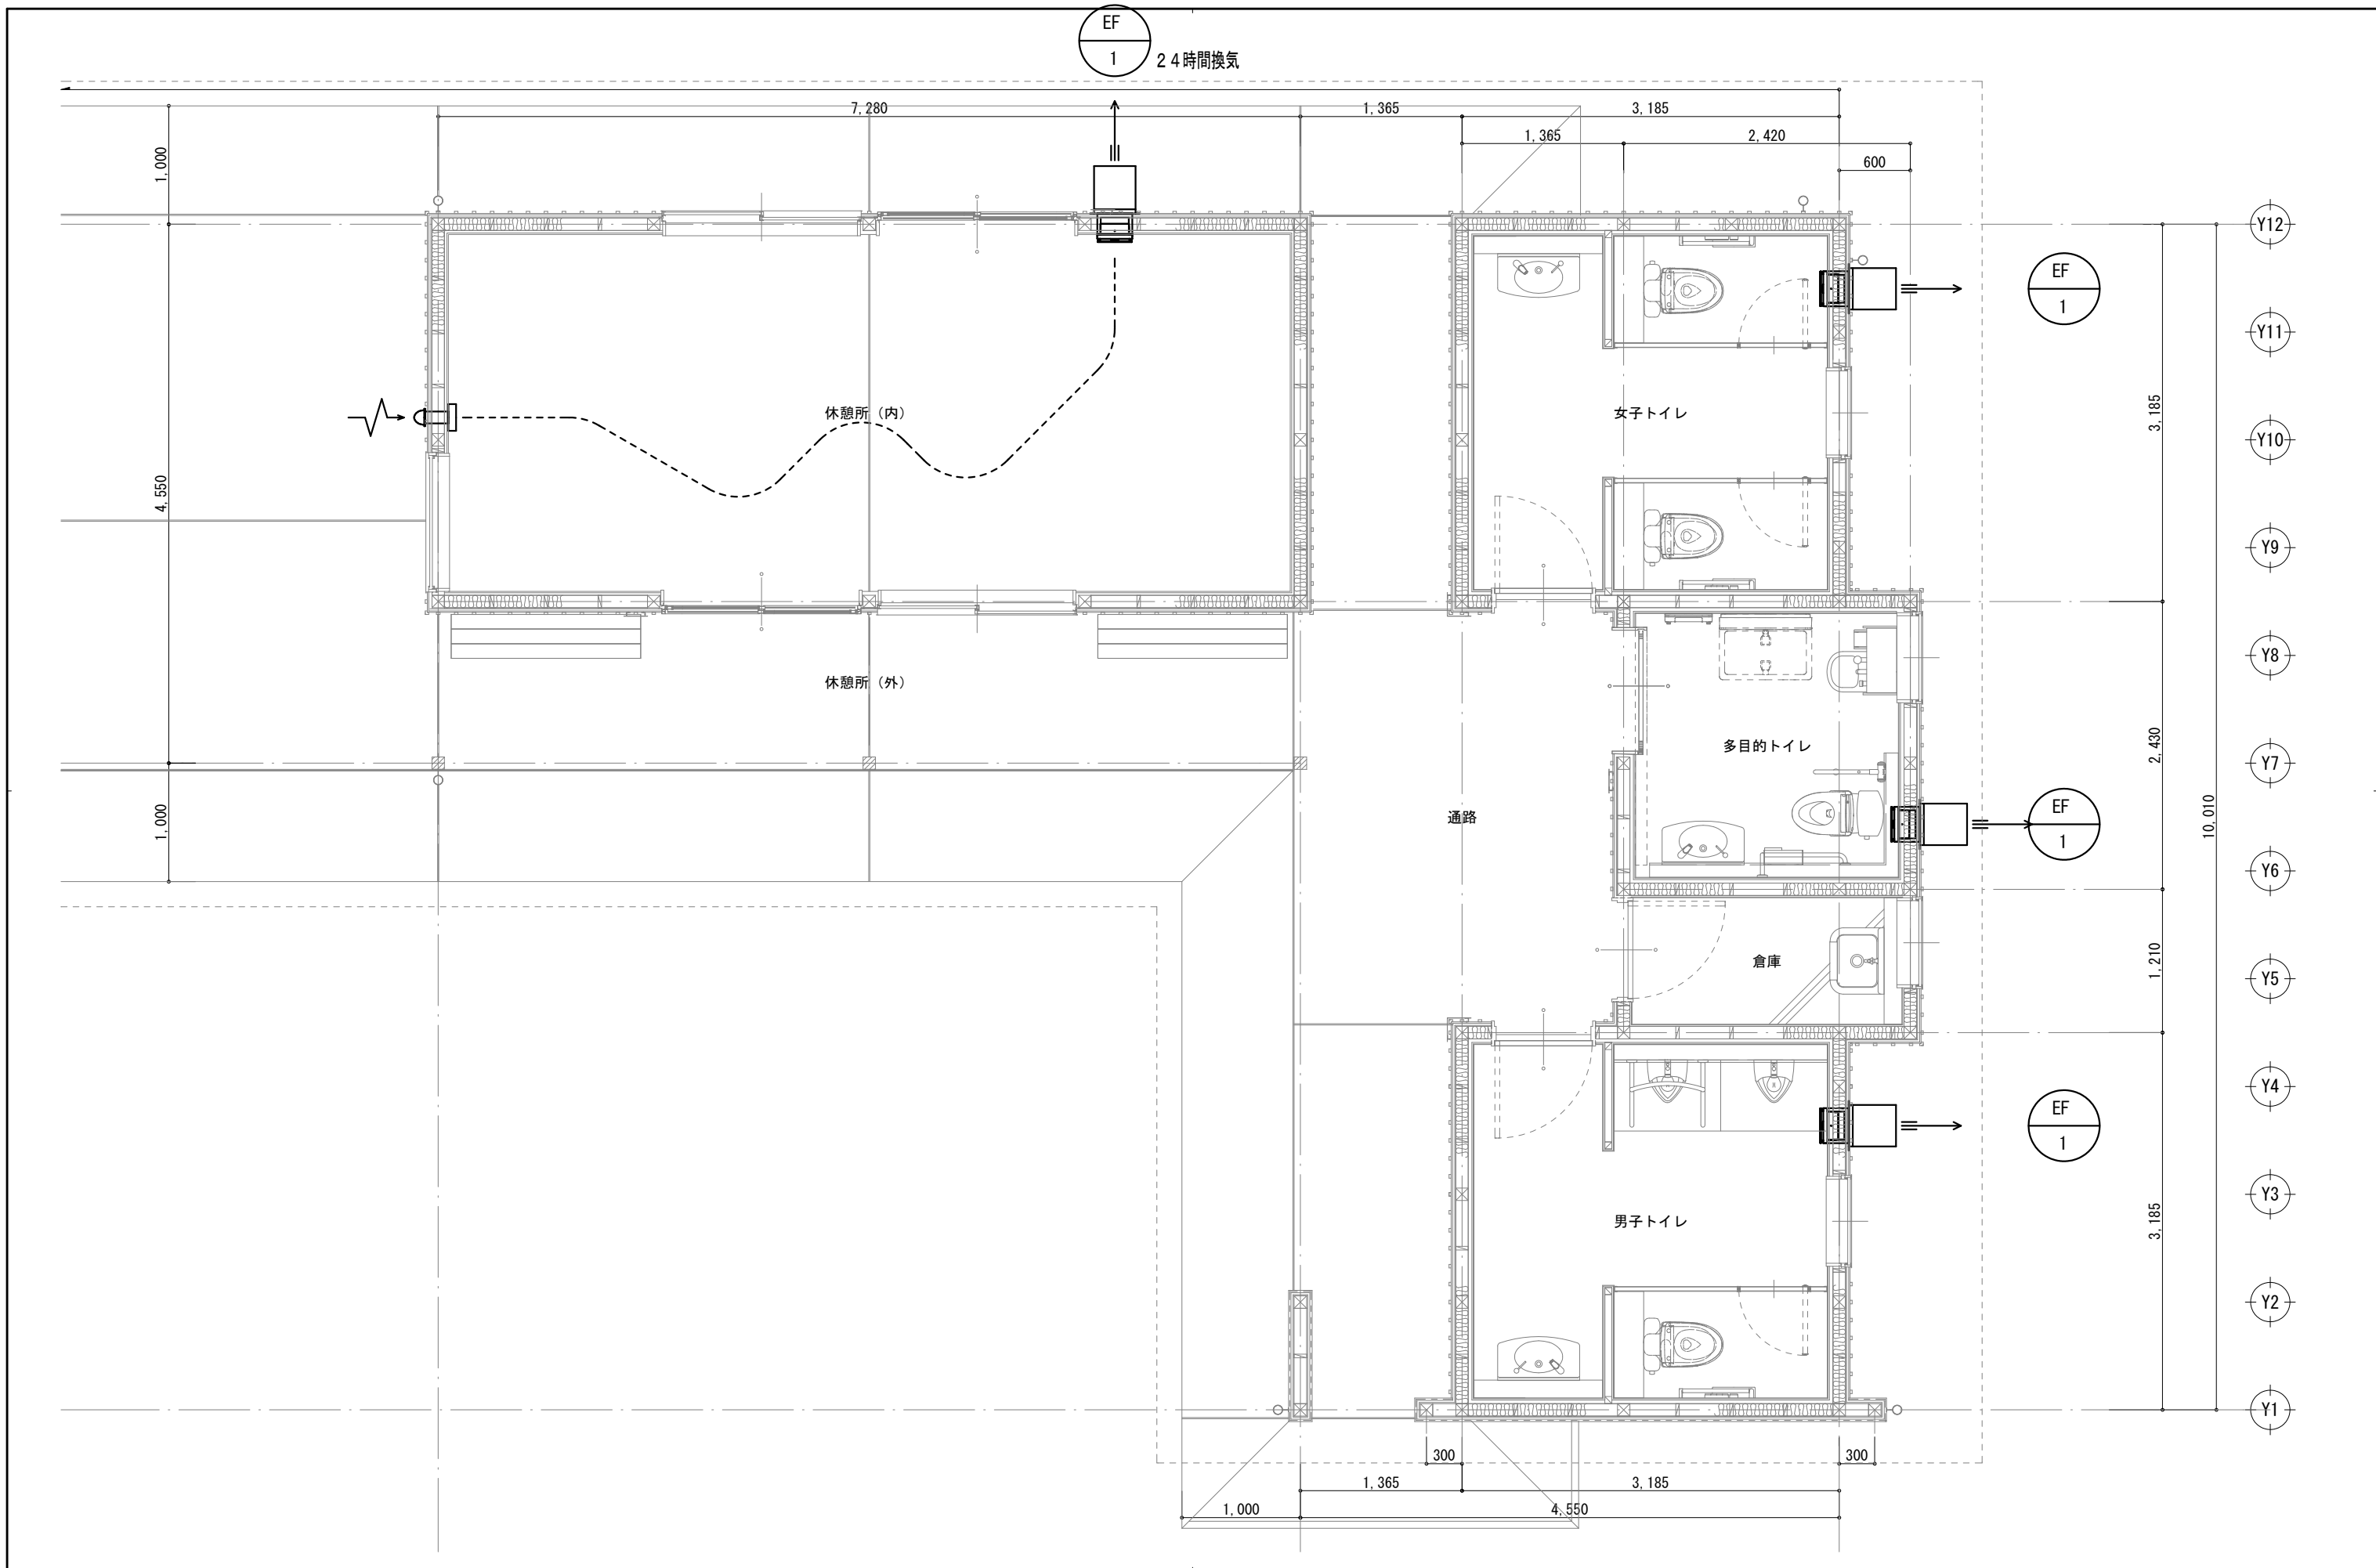 EF
1
24時間換気
7,280
1,365
3,185
1,365
2,420
600
1,000
4,550
1,000
Y12
EF
1
Y11
休憩所（内）
女子トイレ
3,185
Y10
Y9
Y8
休憩所（外）
多目的トイレ
2,430
Y7
通路
EF
1
10,010
Y6
倉庫
1,210
Y5
EF
1
Y4
Y3
男子トイレ
3,185
Y2
Y1
300
300
1,365
3,185
1,000
4,550